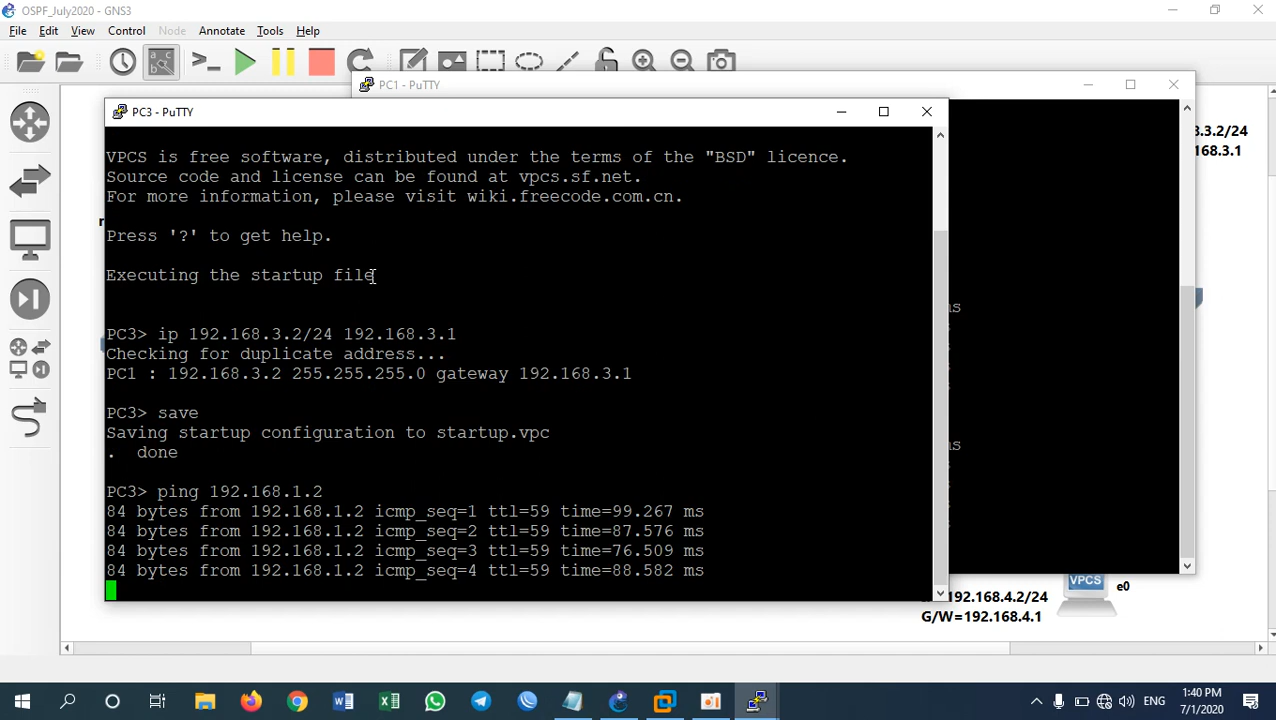 OSPF_July2020 - GNS3
File Edit View Control Node Annotate Tools Help
PC1 - PuTTY
PC3 - PuTTY
VPCS is free software, distributed under the terms of the "BSD" licence.
Source code and license can be found at vpcs.sf.net.
For more information, please visit wiki.freecode.com.cn.
Press '?' to get help.
Executing the startup file
PC3> ip 192.168.3.2/24 192.168.3.1
Checking for duplicate address...
PC1 : 192.168.3.2 255.255.255.0 gateway 192.168.3.1
PC3> save
Saving startup configuration to startup.vpc
.  done
PC3> ping 192.168.1.2
84 bytes from 192.168.1.2 icmp_seq=1 ttl=59 time=99.267 ms
84 bytes from 192.168.1.2 icmp_seq=2 ttl=59 time=87.576 ms
84 bytes from 192.168.1.2 icmp_seq=3 ttl=59 time=76.509 ms
84 bytes from 192.168.1.2 icmp_seq=4 ttl=59 time=88.582 ms
3.2/24
68.3.1
ms
ms
VPCS
e0
192.168.4.2/24
G/W=192.168.4.1
ENG
1:40 PM
7/1/2020